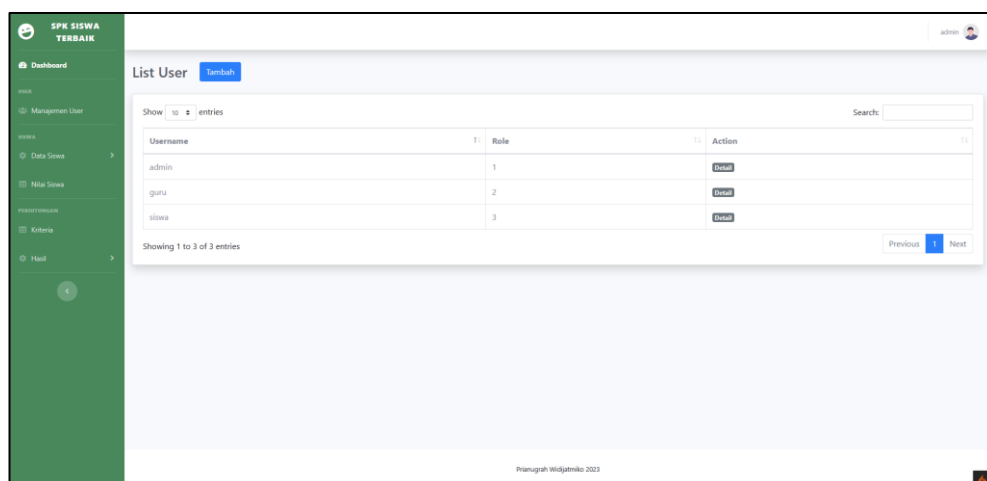 SPK SISWA
TERBAIK
admin
Dashboard
List User Tambah
USER
Manajemen User
Show 10 entries Search:
SISWA
Username Role Action
Data Siswa
admin 1 Detail
Nilai Siswa
guru 2 Detail
PERHITUNGAN
siswa 3 Detail
Kriteria
Showing 1 to 3 of 3 entries Previous 1 Next
Hasil
Prianugrah Widijatmiko 2023